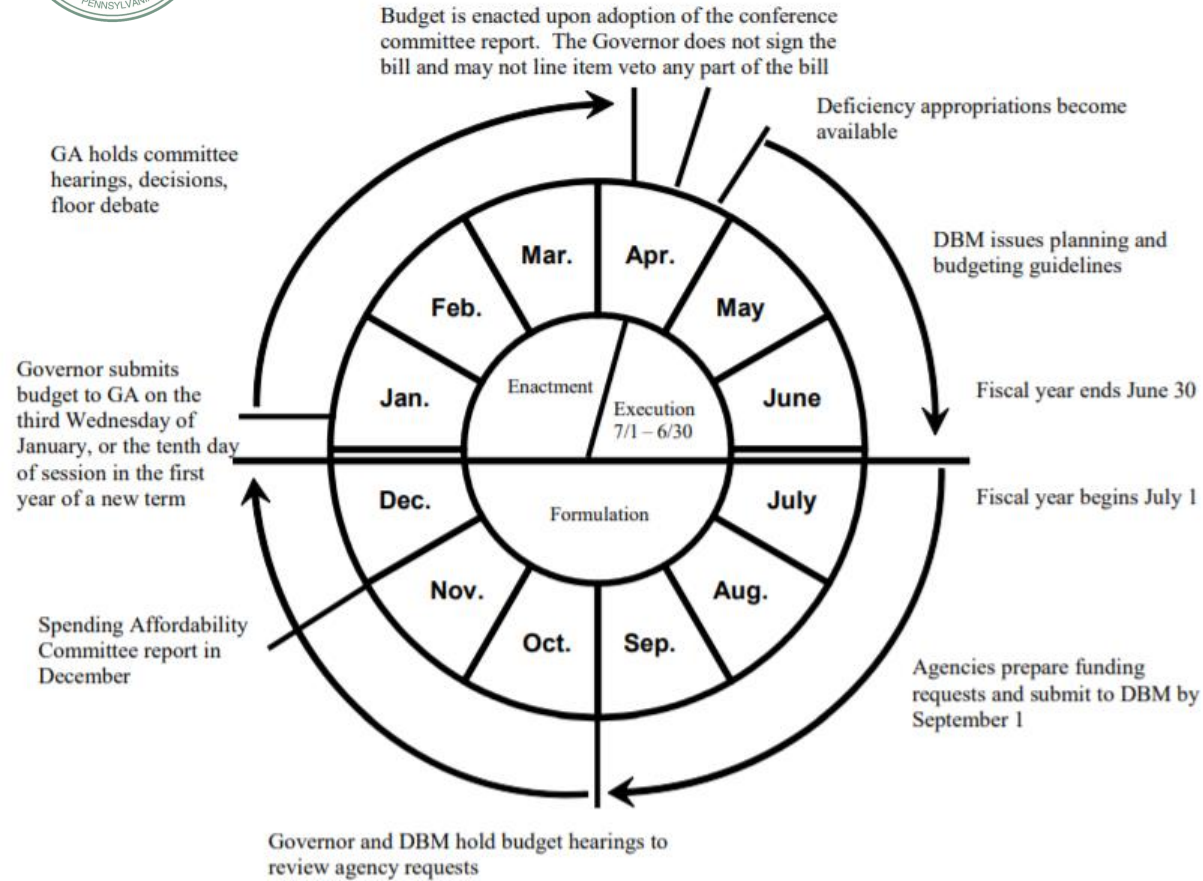 PENNSYLVANIA
Budget is enacted upon adoption of the conference
committee report. The Governor does not sign the
bill and may not line item veto any part of the bill
Deficiency appropriations become
available
GA holds committee
hearings, decisions,
floor debate
DBM issues planning and
budgeting guidelines
Mar.
Apr.
Feb.
May
Governor submits
budget to GA on the
third Wednesday of
January, or the tenth day
of session in the first
year of a new term
Jan.
Enactment
Execution
7/1 – 6/30
June
Fiscal year ends June 30
Dec.
Formulation
July
Fiscal year begins July 1
Nov.
Aug.
Spending Affordability
Committee report in
December
Oct.
Sep.
Agencies prepare funding
requests and submit to DBM by
September 1
Governor and DBM hold budget hearings to
review agency requests